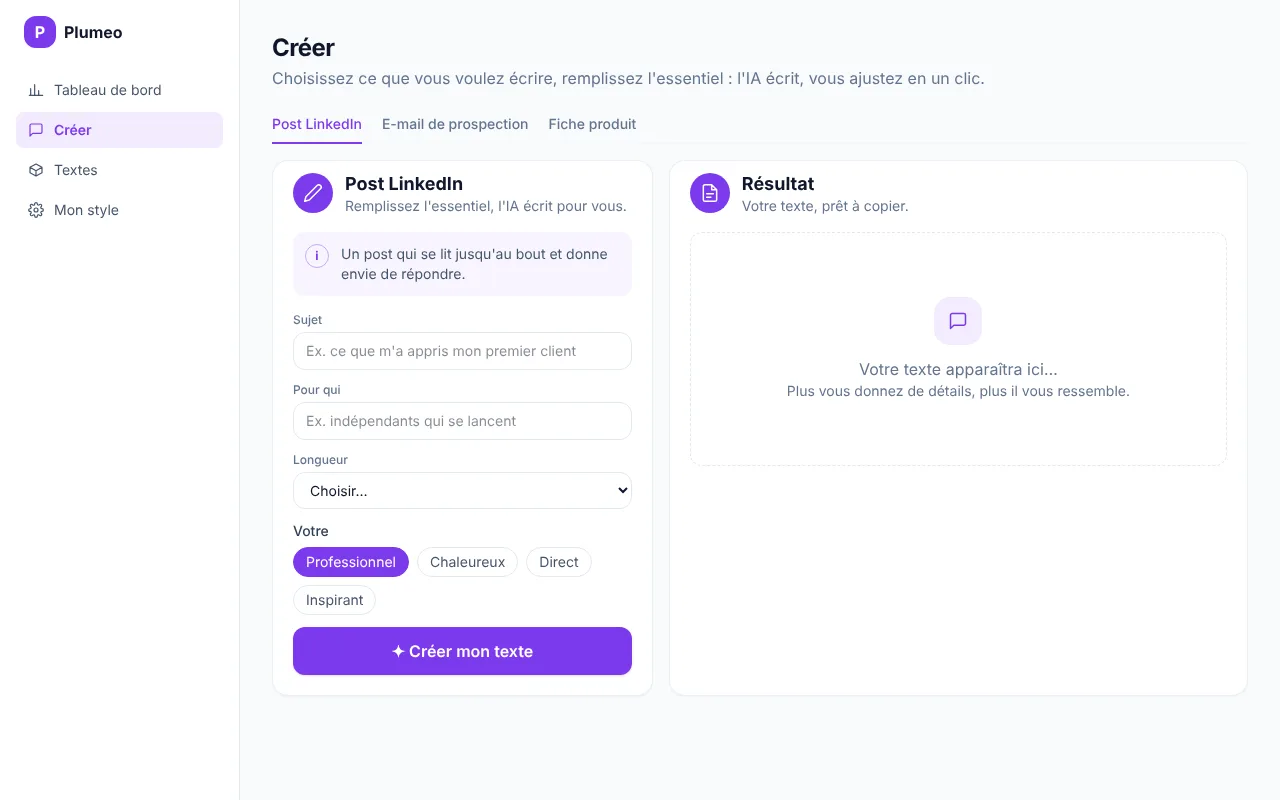 P Plumeo
Tableau de bord
Créer
Textes
Mon style
Créer
Choisissez ce que vous voulez écrire, remplissez l'essentiel : l'IA écrit, vous ajustez en un clic.
Post LinkedIn E-mail de prospection Fiche produit
Post LinkedIn
Remplissez l'essentiel, l'IA écrit pour vous.
i
Un post qui se lit jusqu'au bout et donne
envie de répondre.
Sujet
Ex. ce que m'a appris mon premier client
Pour qui
Ex. indépendants qui se lancent
Longueur
Choisir...
Votre
Professionnel Chaleureux Direct
Inspirant
✦ Créer mon texte
Résultat
Votre texte, prêt à copier.
Votre texte apparaîtra ici...
Plus vous donnez de détails, plus il vous ressemble.